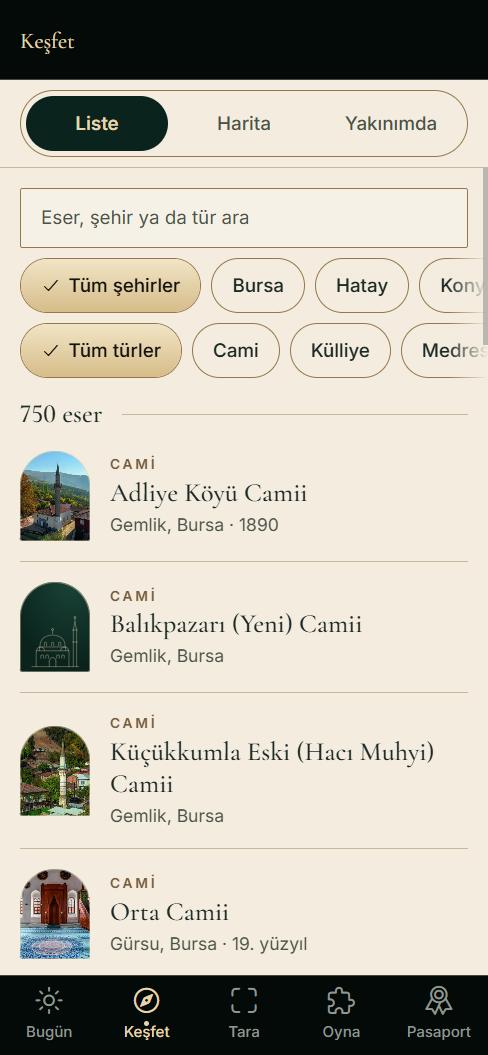 Keşfet
Liste
Harita
Yakınımda
Eser, şehir ya da tür ara
Tüm şehirler
Bursa
Hatay
Kony
Tüm türler
Cami
Külliye
Medres
750 eser
CAMİ
Adliye Köyü Camii
Gemlik, Bursa · 1890
CAMİ
Balıkpazarı (Yeni) Camii
Gemlik, Bursa
CAMİ
Küçükkumla Eski (Hacı Muhyi)
Camii
Gemlik, Bursa
CAMİ
Orta Camii
Gürsu, Bursa · 19. yüzyıl
Bugün
Keşfet
Tara
Oyna
Pasaport